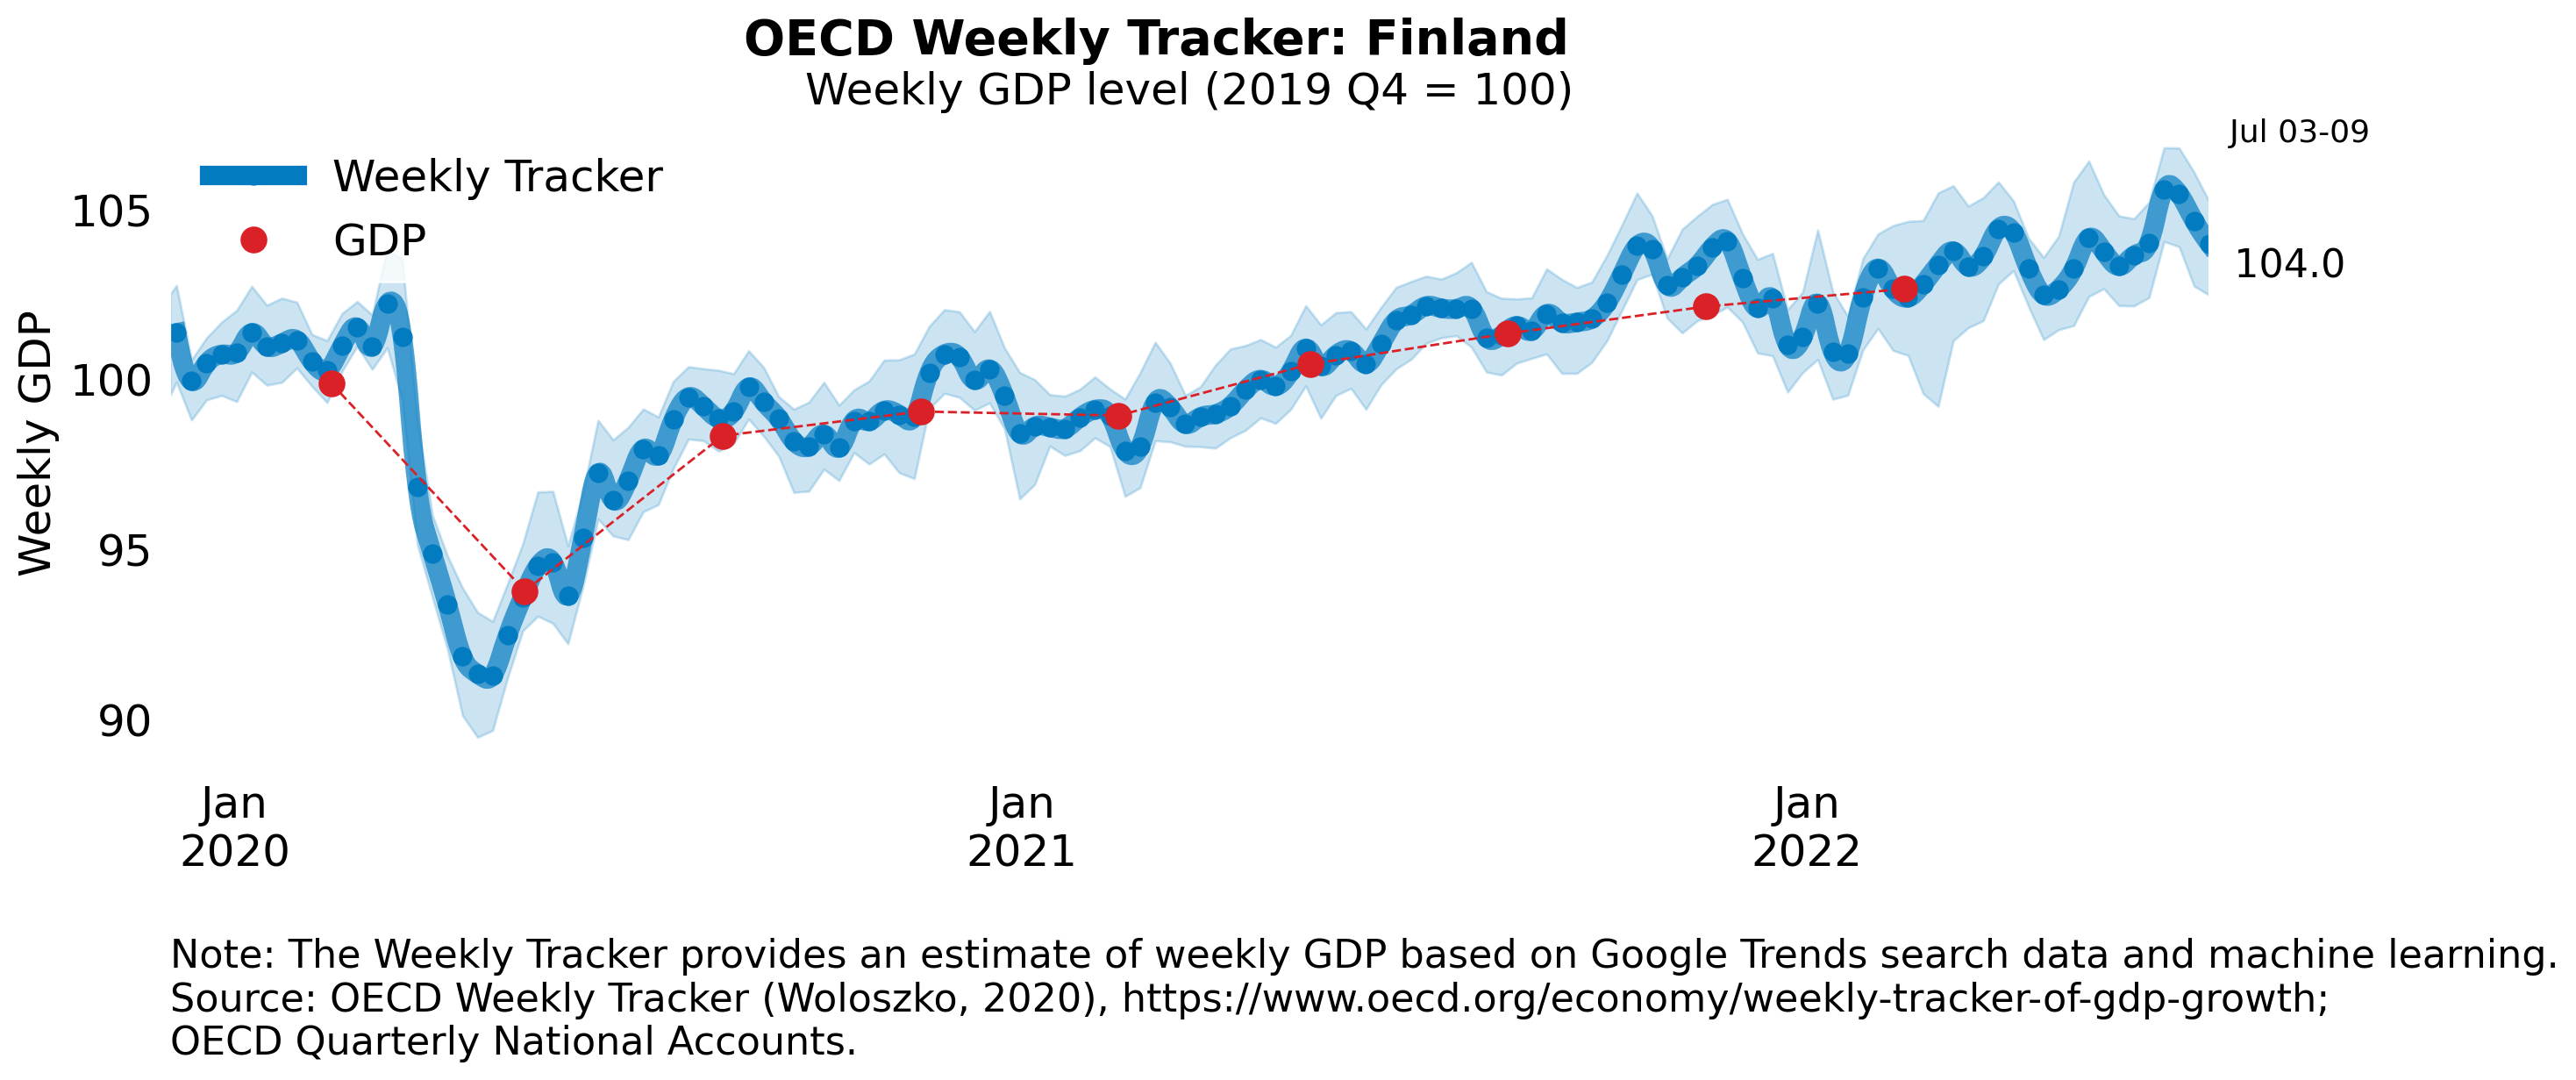 OECD Weekly Tracker: Finland
Weekly GDP level (2019 Q4 = 100)
Jul 03-09
Weekly Tracker
GDP
105
100
95
90
104.0
Weekly GDP
Jan
2020
Jan
2021
Jan
2022
Note: The Weekly Tracker provides an estimate of weekly GDP based on Google Trends search data and machine learning.
Source: OECD Weekly Tracker (Woloszko, 2020), https://www.oecd.org/economy/weekly-tracker-of-gdp-growth;
OECD Quarterly National Accounts.